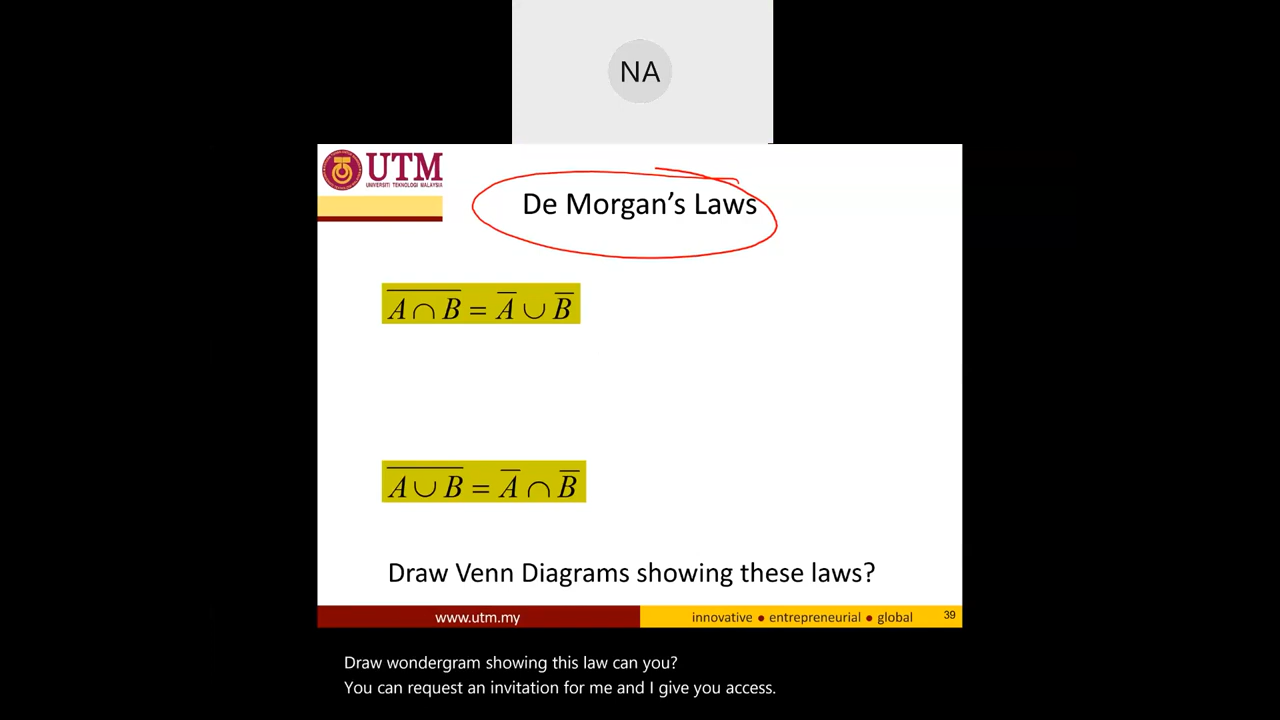 NA
UTM
UNIVERSITI TEKNOLOGI MALAYSIA
De Morgan's Laws
A̅ ̅∩̅ ̅B̅ = A̅ ∪ B̅
A̅ ̅∪̅ ̅B̅ = A̅ ∩ B̅
Draw Venn Diagrams showing these laws?
www.utm.my
innovative ● entrepreneurial ● global
39
Draw wondergram showing this law can you?
You can request an invitation for me and I give you access.